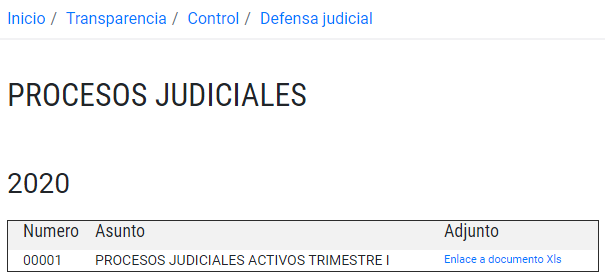 Inicio / Transparencia / Control / Defensa judicial
PROCESOS JUDICIALES
2020
Numero Asunto Adjunto
00001 PROCESOS JUDICIALES ACTIVOS TRIMESTRE I Enlace a documento Xls